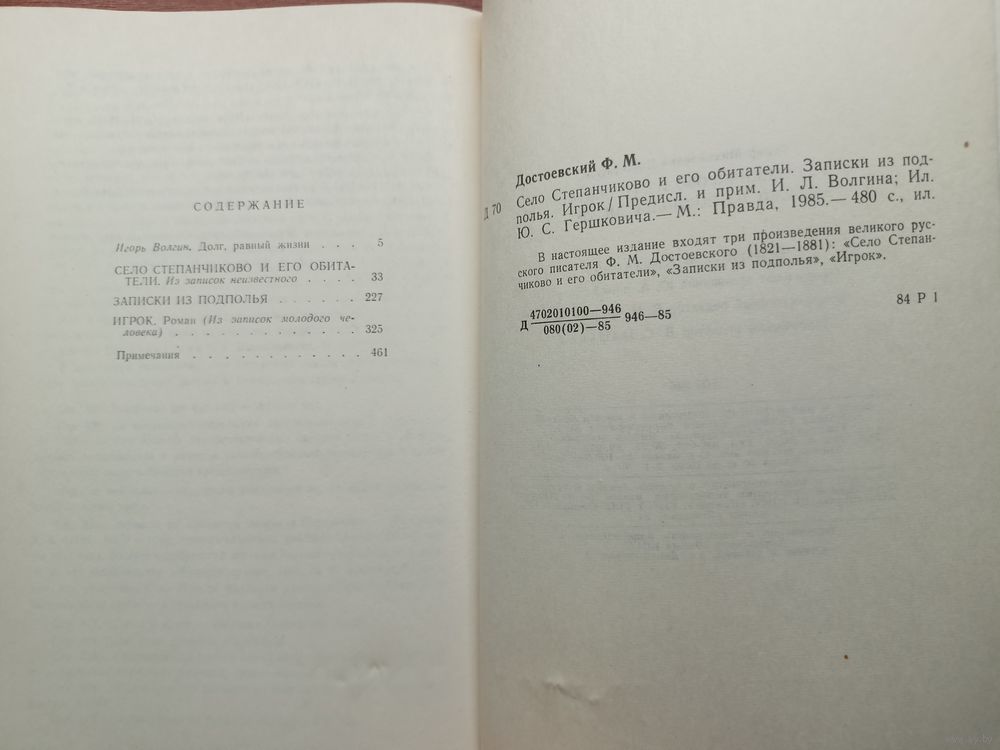 СОДЕРЖАНИЕ
Игорь Волгин. Долг, равный жизни . . . 5
СЕЛО СТЕПАНЧИКОВО И ЕГО ОБИТА-
ТЕЛИ. Из записок неизвестного . . . . 33
ЗАПИСКИ ИЗ ПОДПОЛЬЯ . . . . . . 227
ИГРОК. Роман (Из записок молодого че-
ловека) . . . . . . . . . . . . 325
Примечания . . . . . . . . . . . 461
Достоевский Ф. М.
Д 70 Село Степанчиково и его обитатели. Записки из под-
полья. Игрок / Предисл. и прим. И. Л. Волгина; Ил.
Ю. С. Гершковича.— М.: Правда, 1985.— 480 с., ил.
В настоящее издание входят три произведения великого рус-
ского писателя Ф. М. Достоевского (1821—1881): «Село Степан-
чиково и его обитатели», «Записки из подполья», «Игрок».
84 Р 1
4702010100—946
Д 946—85
080(02)—85